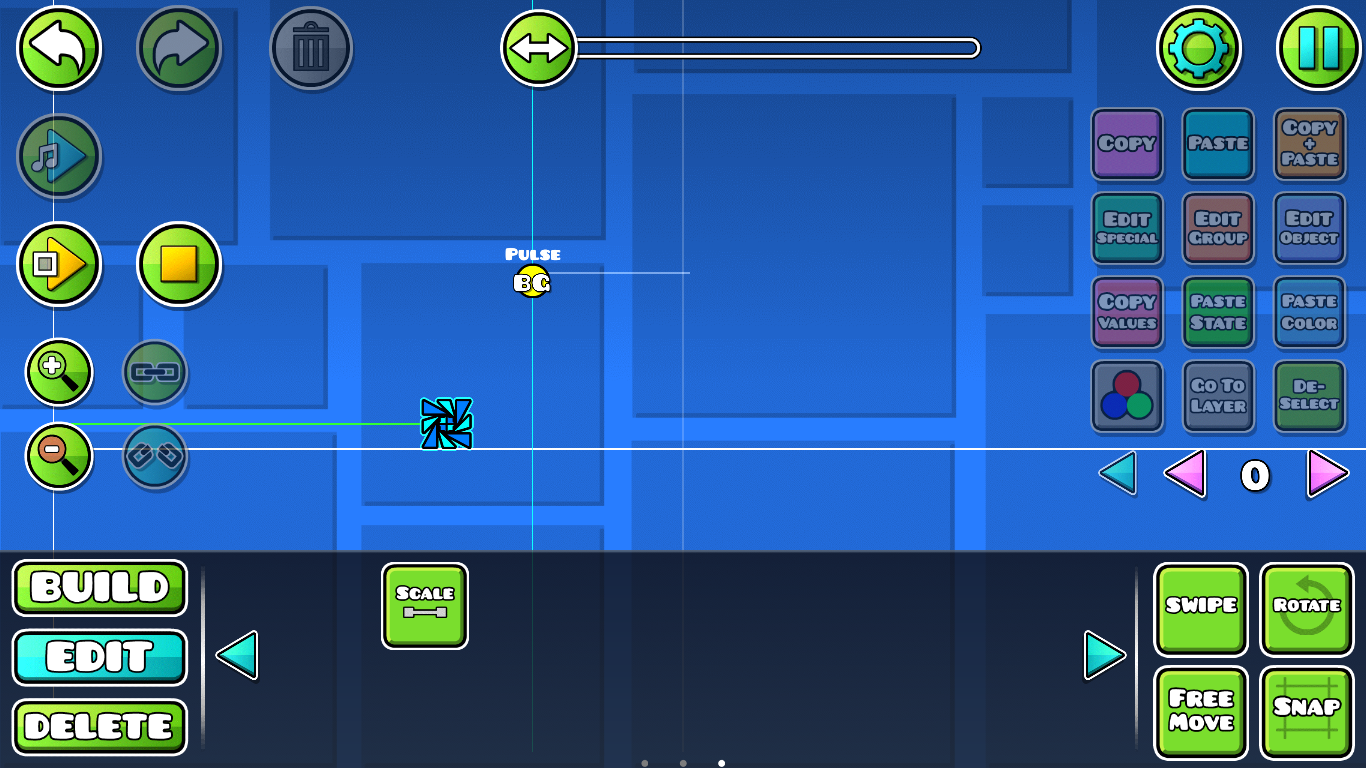 COPY
PASTE
COPY
+
PASTE
EDIT
SPECIAL
EDIT
GROUP
EDIT
OBJECT
PULSE
BG
COPY
VALUES
PASTE
STATE
PASTE
COLOR
GO TO
LAYER
DE-
SELECT
0
BUILD
EDIT
DELETE
SCALE
SWIPE
ROTATE
FREE
MOVE
SNAP